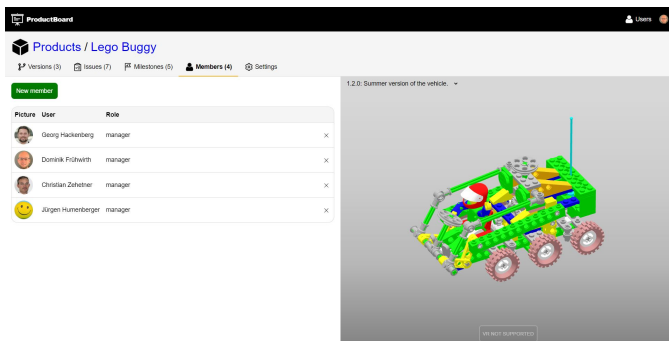 ProductBoard
Users
Products / Lego Buggy
Versions (3) Issues (7) Milestones (5) Members (4) Settings
New member
1.2.0: Summer version of the vehicle.
Picture User Role
Georg Hackenberg manager
Dominik Frühwirth manager
Christian Zehetner manager
Jürgen Humenberger manager
VR NOT SUPPORTED